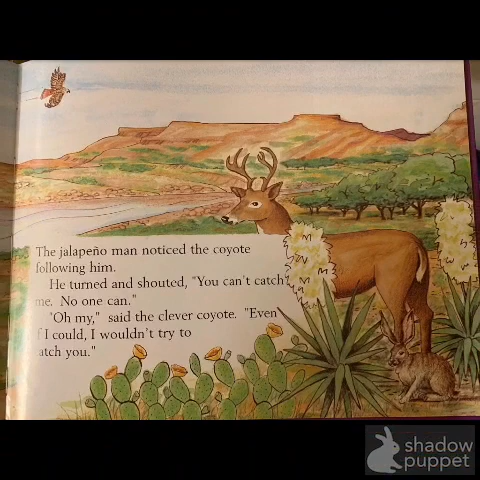 The jalapeño man noticed the coyote
following him.
He turned and shouted, "You can't catch
me. No one can."
"Oh my," said the clever coyote. "Even
f I could, I wouldn't try to
atch you."
shadow
puppet